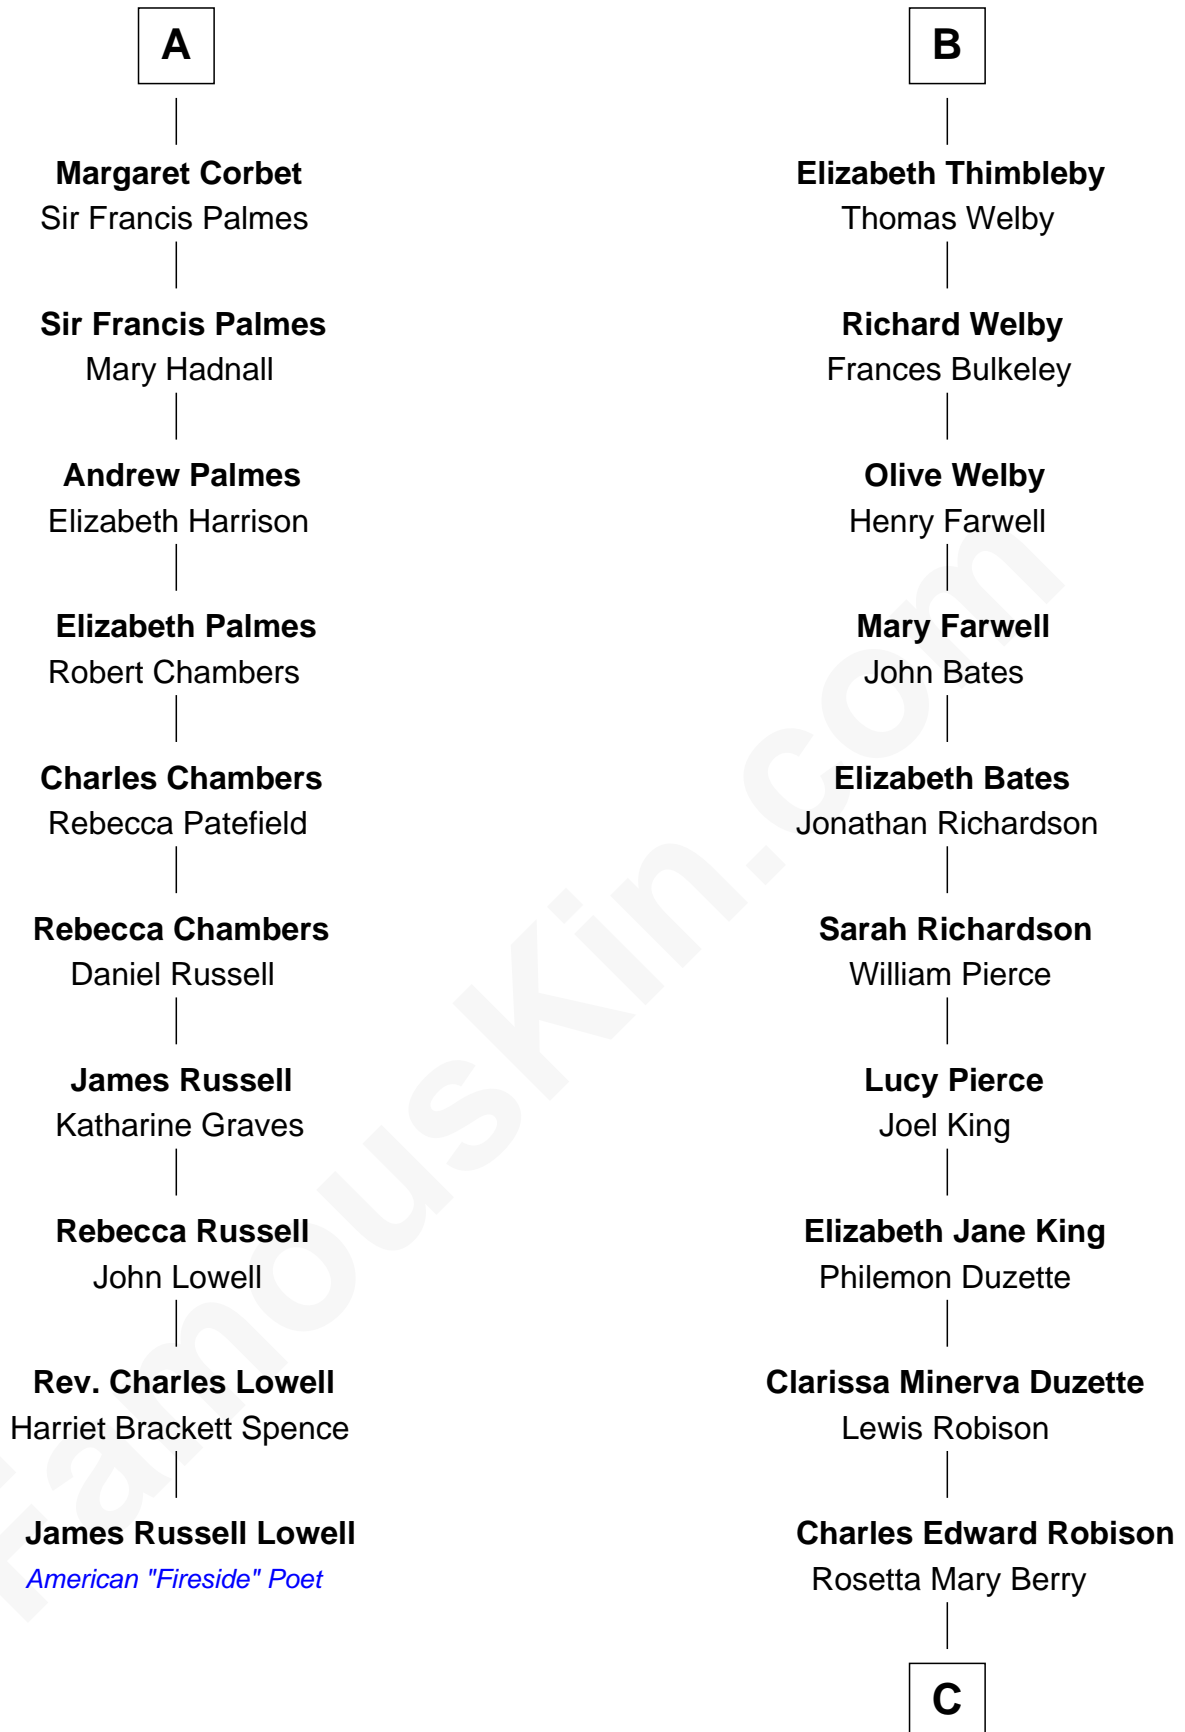 A
Margaret Corbet
Sir Francis Palmes
Sir Francis Palmes
Mary Hadnall
Andrew Palmes
Elizabeth Harrison
Elizabeth Palmes
Robert Chambers
Charles Chambers
Rebecca Patefield
Rebecca Chambers
Daniel Russell
James Russell
Katharine Graves
Rebecca Russell
John Lowell
Rev. Charles Lowell
Harriet Brackett Spence
James Russell Lowell
American "Fireside" Poet
B
Elizabeth Thimbleby
Thomas Welby
Richard Welby
Frances Bulkeley
Olive Welby
Henry Farwell
Mary Farwell
John Bates
Elizabeth Bates
Jonathan Richardson
Sarah Richardson
William Pierce
Lucy Pierce
Joel King
Elizabeth Jane King
Philemon Duzette
Clarissa Minerva Duzette
Lewis Robison
Charles Edward Robison
Rosetta Mary Berry
C
FamousKin.com